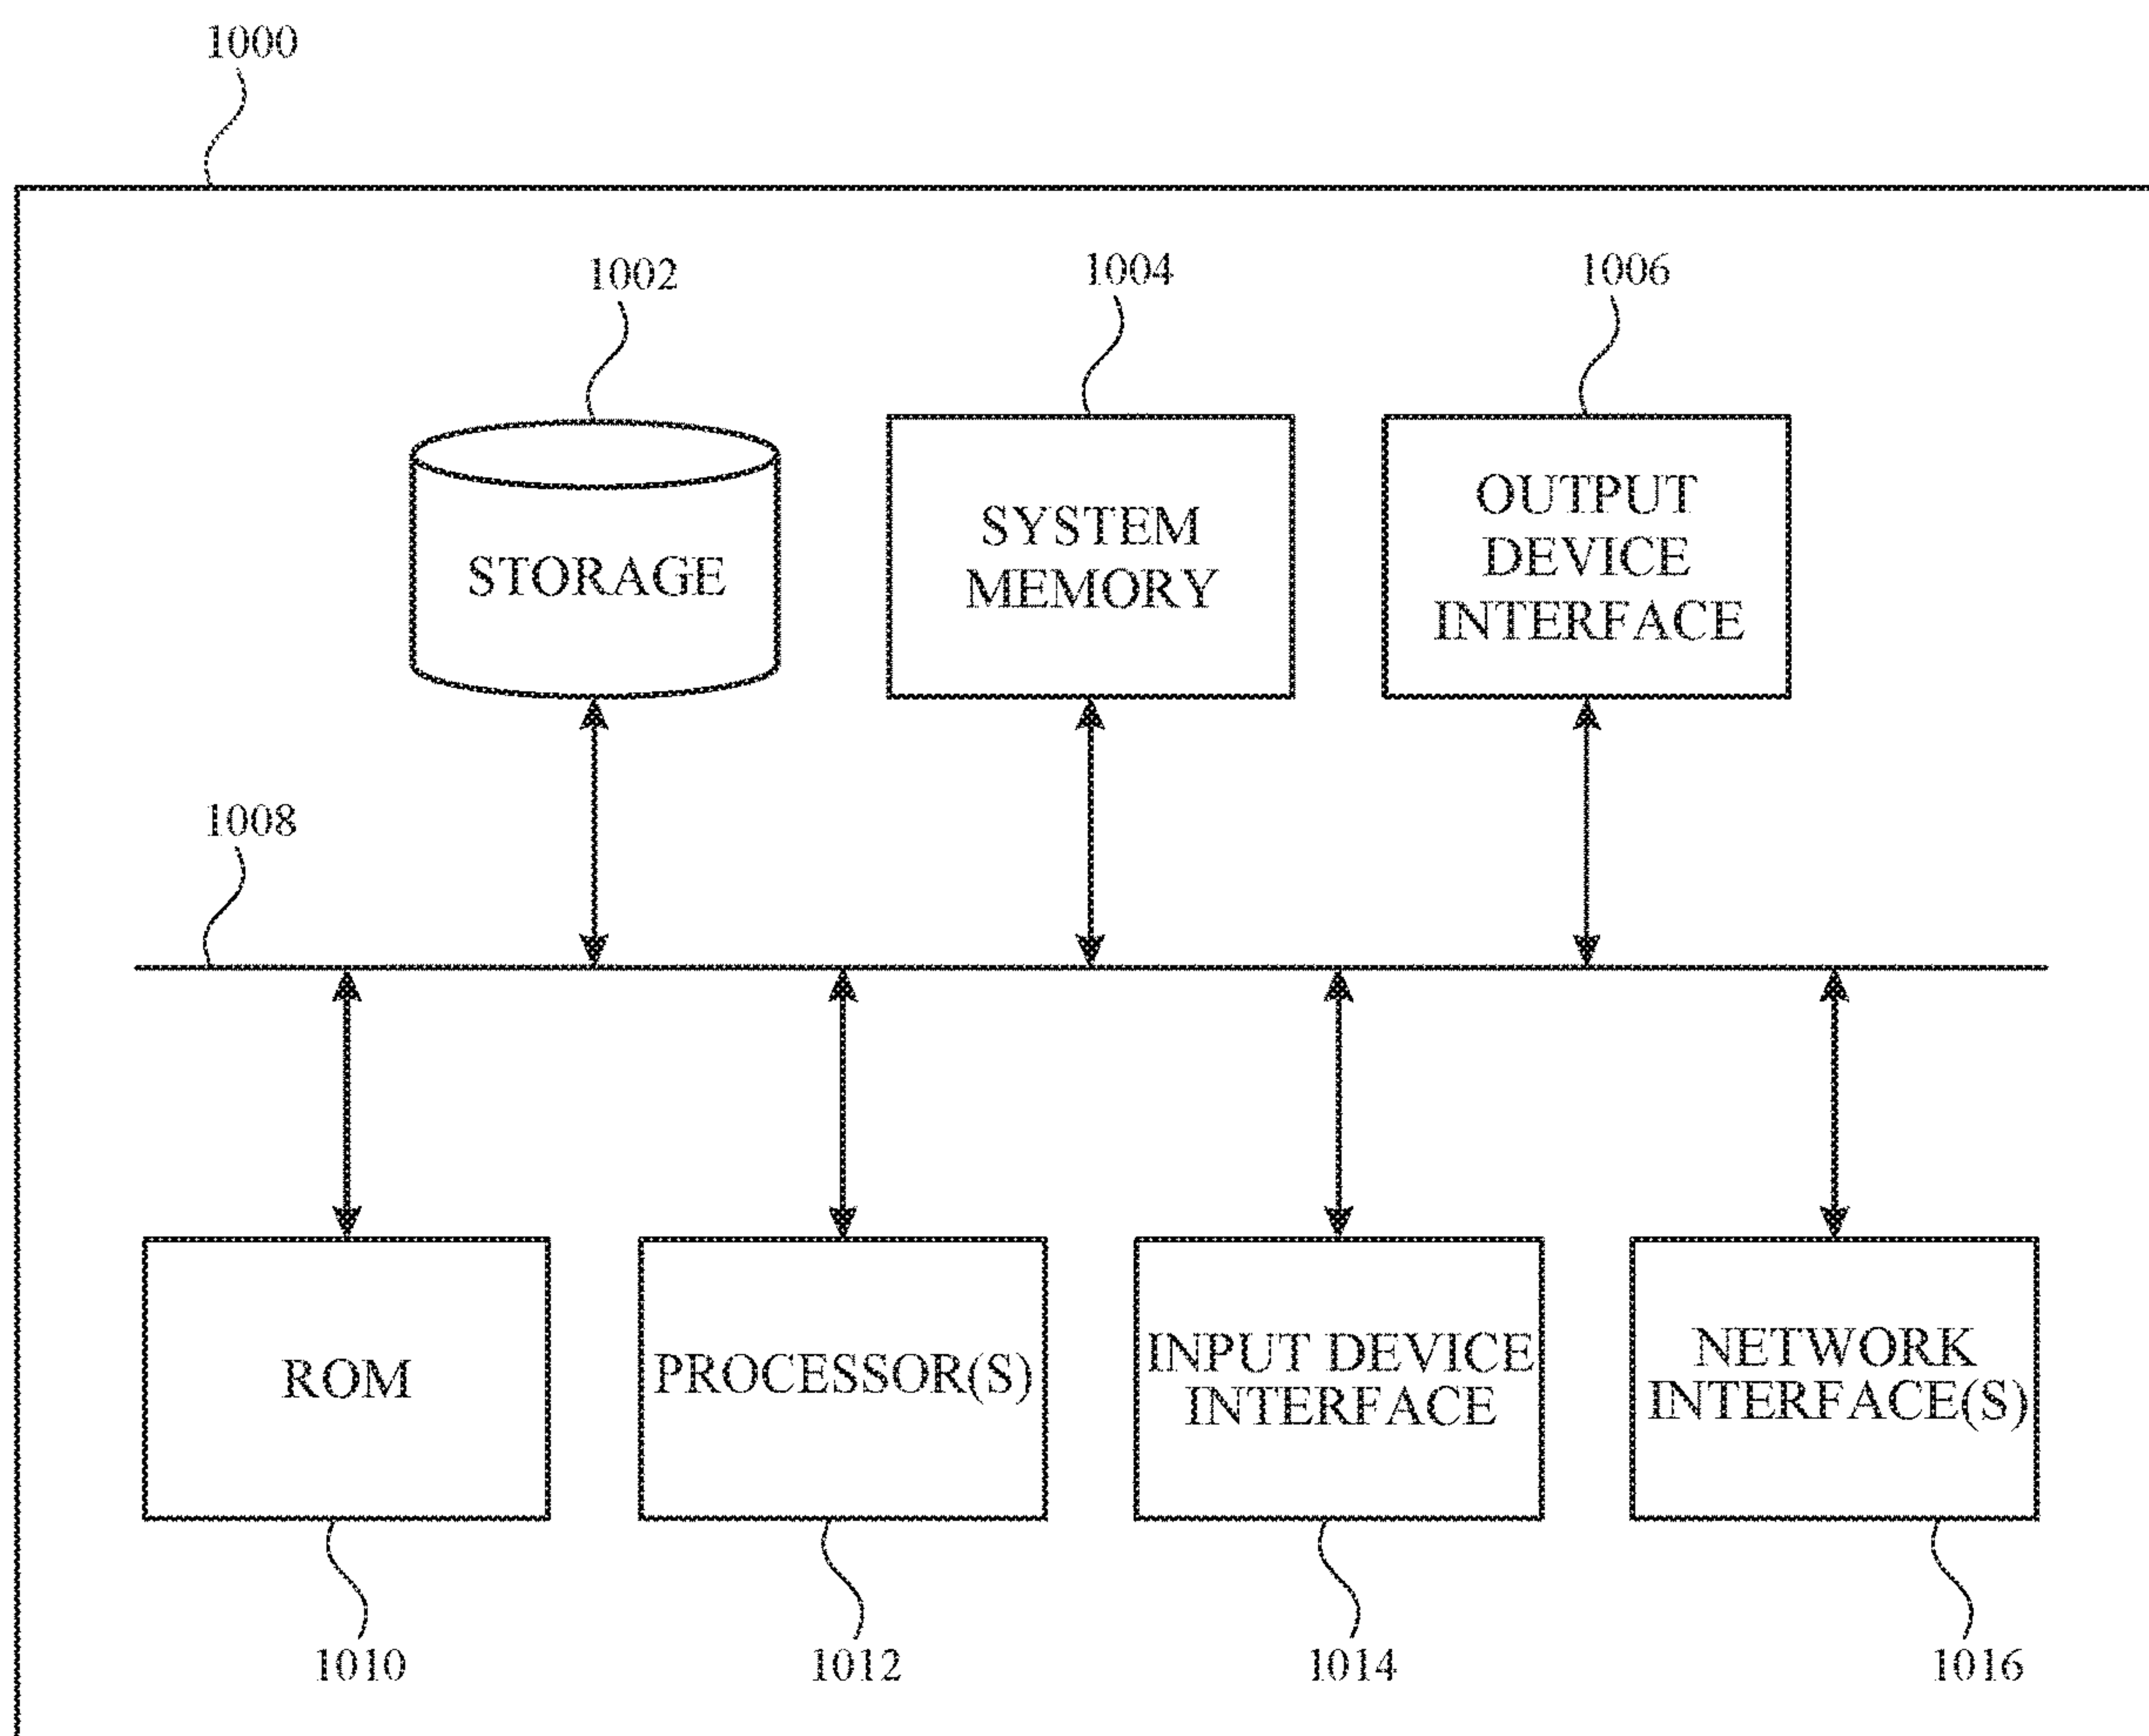 1000
1002
1004
1006
STORAGE
SYSTEM
MEMORY
OUTPUT
DEVICE
INTERFACE
1008
ROM
PROCESSOR(S)
INPUT DEVICE
INTERFACE
NETWORK
INTERFACE(S)
1010
1012
1014
1016